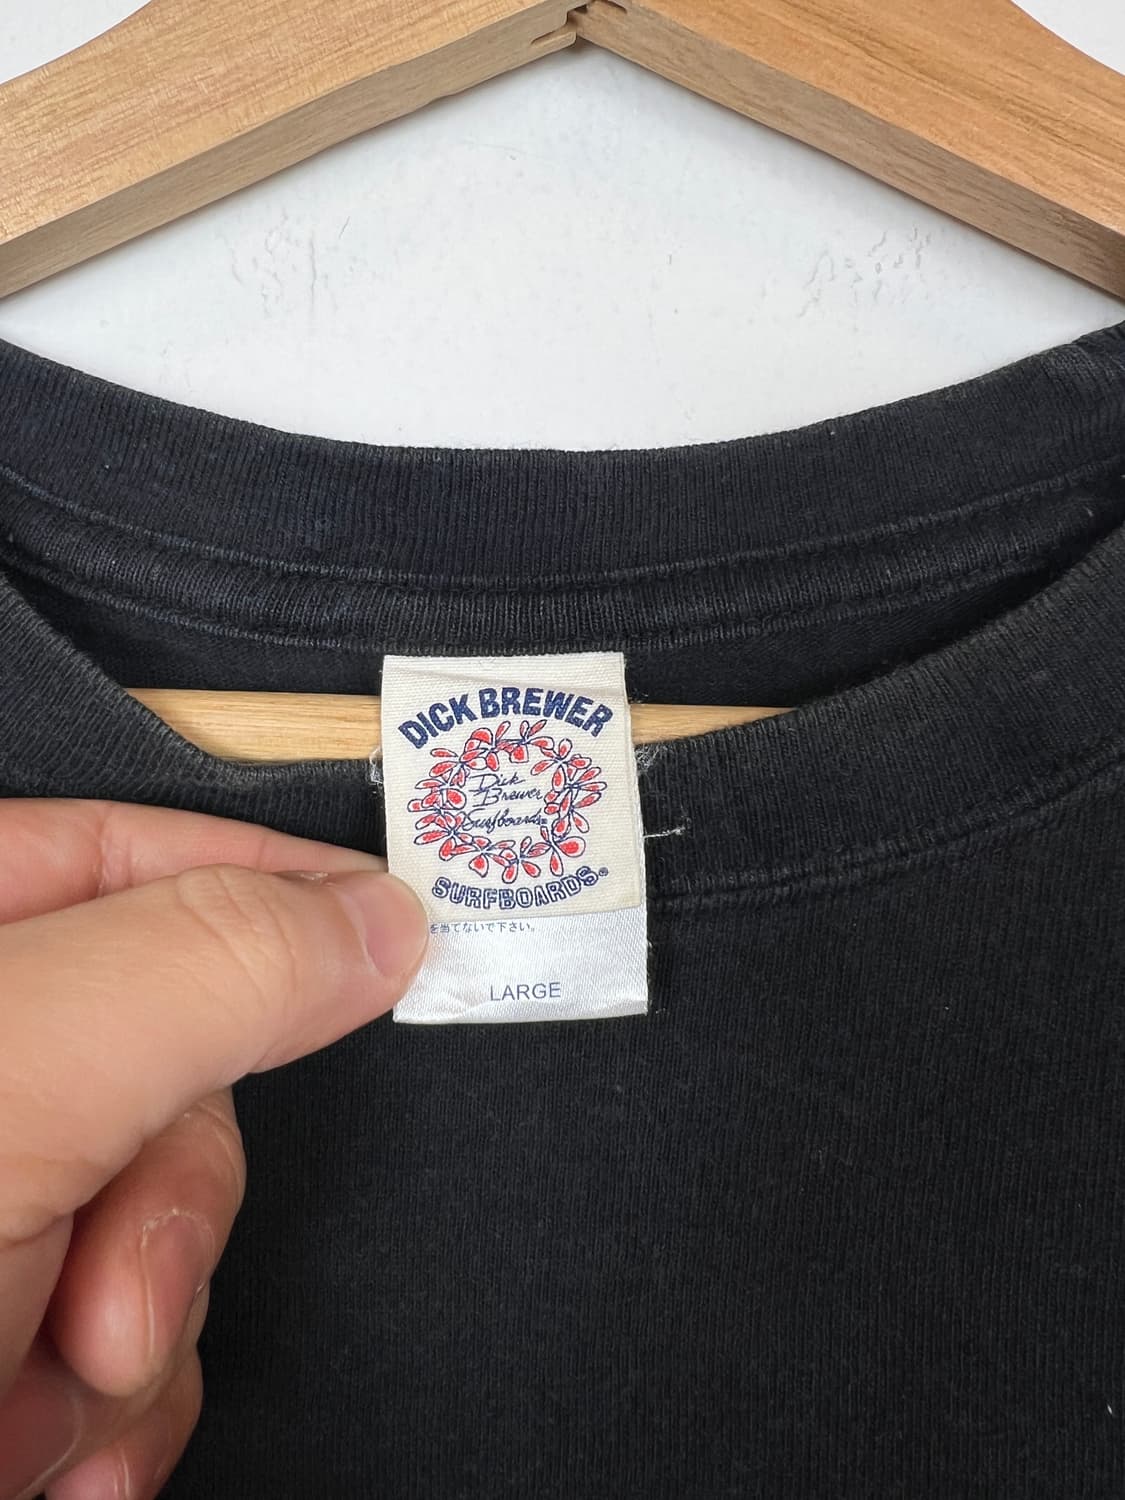 DICK BREWER
Dick
Brewer
Surfboards
SURFBOARDS®
を当てないで下さい。
LARGE